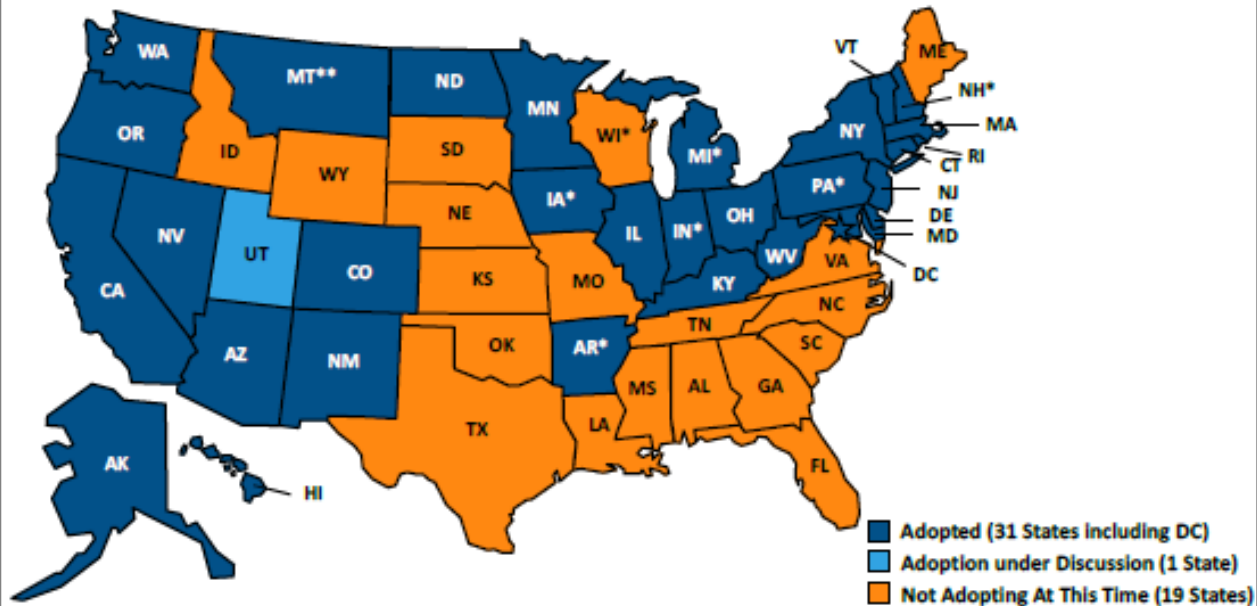 WA
MT**
ND
MN
ME
VT
NH*
MA
RI
CT
NY
OR
ID
WY
SD
WI*
MI*
PA*
NJ
DE
MD
DC
NV
UT
CO
NE
IA*
IL
IN*
OH
WV
VA
CA
KS
MO
KY
NC
AZ
NM
OK
AR*
TN
SC
TX
LA
MS
AL
GA
FL
AK
HI
Adopted (31 States including DC)
Adoption under Discussion (1 State)
Not Adopting At This Time (19 States)